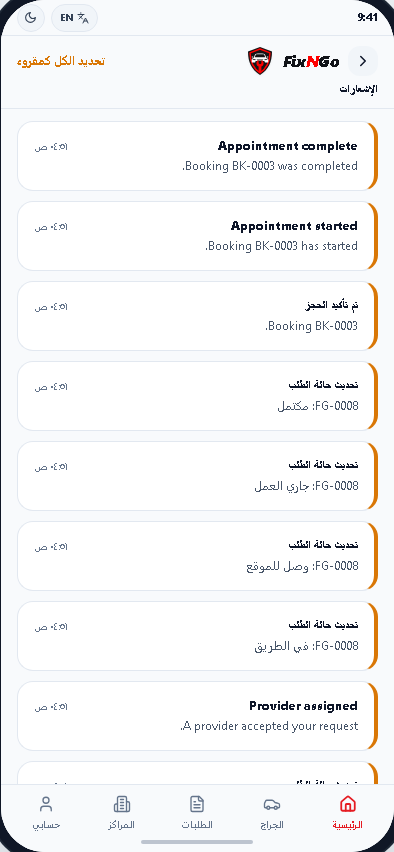 EN
9:41
FixNGo
تحديد الكل كمقروء
الإشعارات
Appointment complete
٠٤:٥١ ص
Booking BK-0003 was completed.
Appointment started
٠٤:٥١ ص
Booking BK-0003 has started.
تم تأكيد الحجز
٠٤:٥١ ص
Booking BK-0003.
تحديث حالة الطلب
٠٤:٥١ ص
FG-0008: مكتمل
تحديث حالة الطلب
٠٤:٥١ ص
FG-0008: جاري العمل
تحديث حالة الطلب
٠٤:٥١ ص
FG-0008: وصل للموقع
تحديث حالة الطلب
٠٤:٥١ ص
FG-0008: في الطريق
Provider assigned
٠٤:٥١ ص
A provider accepted your request.
تحديث حالة الطلب
الرئيسية
الجراج
الطلبات
المراكز
حسابي